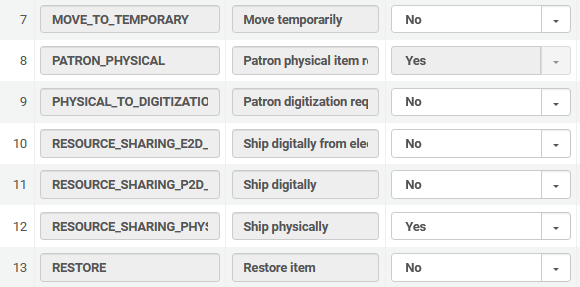 7 MOVE_TO_TEMPORARY Move temporarily No
8 PATRON_PHYSICAL Patron physical item r Yes
9 PHYSICAL_TO_DIGITIZATIO Patron digitization req No
10 RESOURCE_SHARING_E2D_ Ship digitally from ele No
11 RESOURCE_SHARING_P2D_ Ship digitally No
12 RESOURCE_SHARING_PHYS Ship physically Yes
13 RESTORE Restore item No